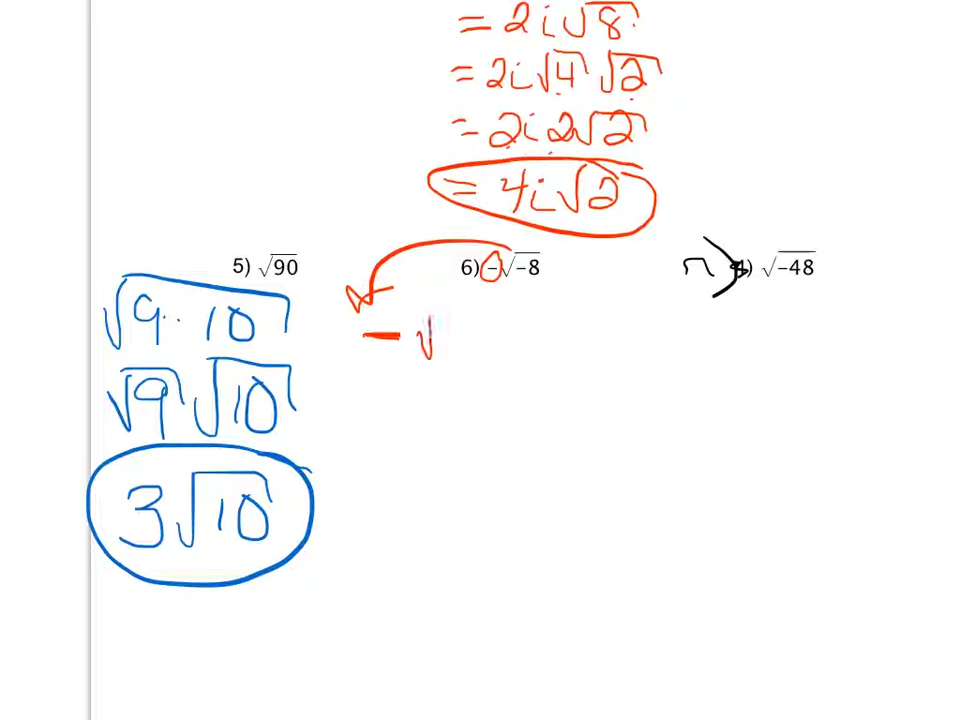 = 2i√8
= 2i√4 √2
= 2i 2√2
= 4i√2
5) √90
6) -√-8
) √-48
√9 · 10
√9 √10
3√10
- √